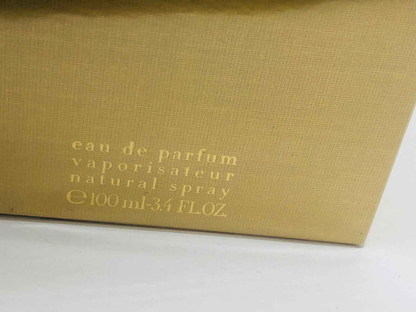 eau de parfum
vaporisateur
natural spray
℮100 ml-3.4 FL.OZ.